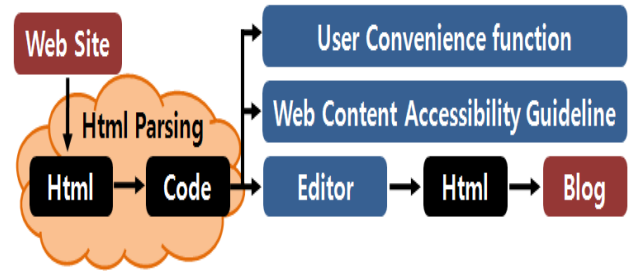 Web Site
User Convenience function
Html Parsing
Web Content Accessibility Guideline
Html
Code
Editor
Html
Blog